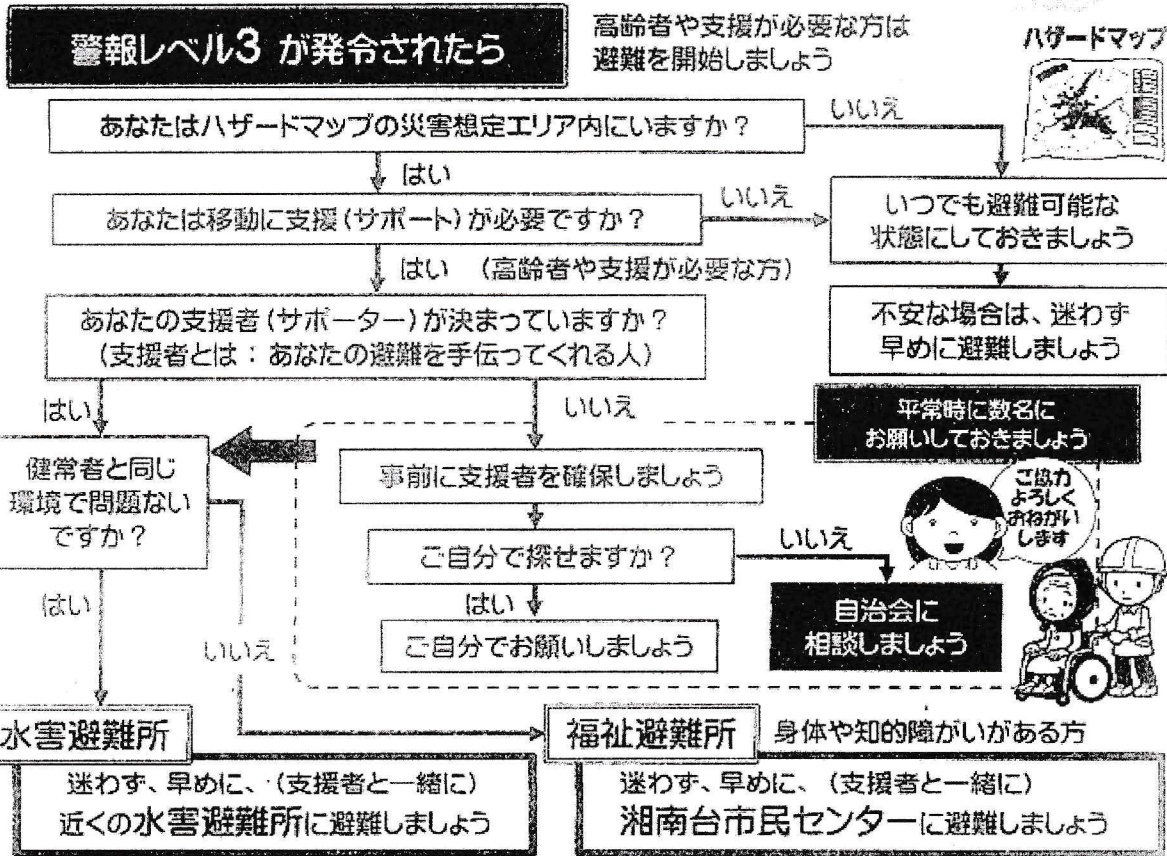 警報レベル3 が発令されたら
高齢者や支援が必要な方は
避難を開始しましょう
ハザードマップ
あなたはハザードマップの災害想定エリア内にいますか？
いいえ
はい
あなたは移動に支援(サポート)が必要ですか？
いいえ
いつでも避難可能な
状態にしておきましょう
はい (高齢者や支援が必要な方)
不安な場合は、迷わず
早めに避難しましょう
あなたの支援者(サポーター)が決まっていますか？
(支援者とは：あなたの避難を手伝ってくれる人)
はい
いいえ
平常時に数名に
お願いしておきましょう
健常者と同じ
環境で問題ない
ですか？
事前に支援者を確保しましょう
ご協力
よろしく
おねがい
します
ご自分で探せますか？
いいえ
はい
はい
いいえ
ご自分でお願いしましょう
自治会に
相談しましょう
水害避難所
迷わず、早めに、(支援者と一緒に)
近くの水害避難所に避難しましょう
福祉避難所
身体や知的障がいがある方
迷わず、早めに、(支援者と一緒に)
湘南台市民センターに避難しましょう